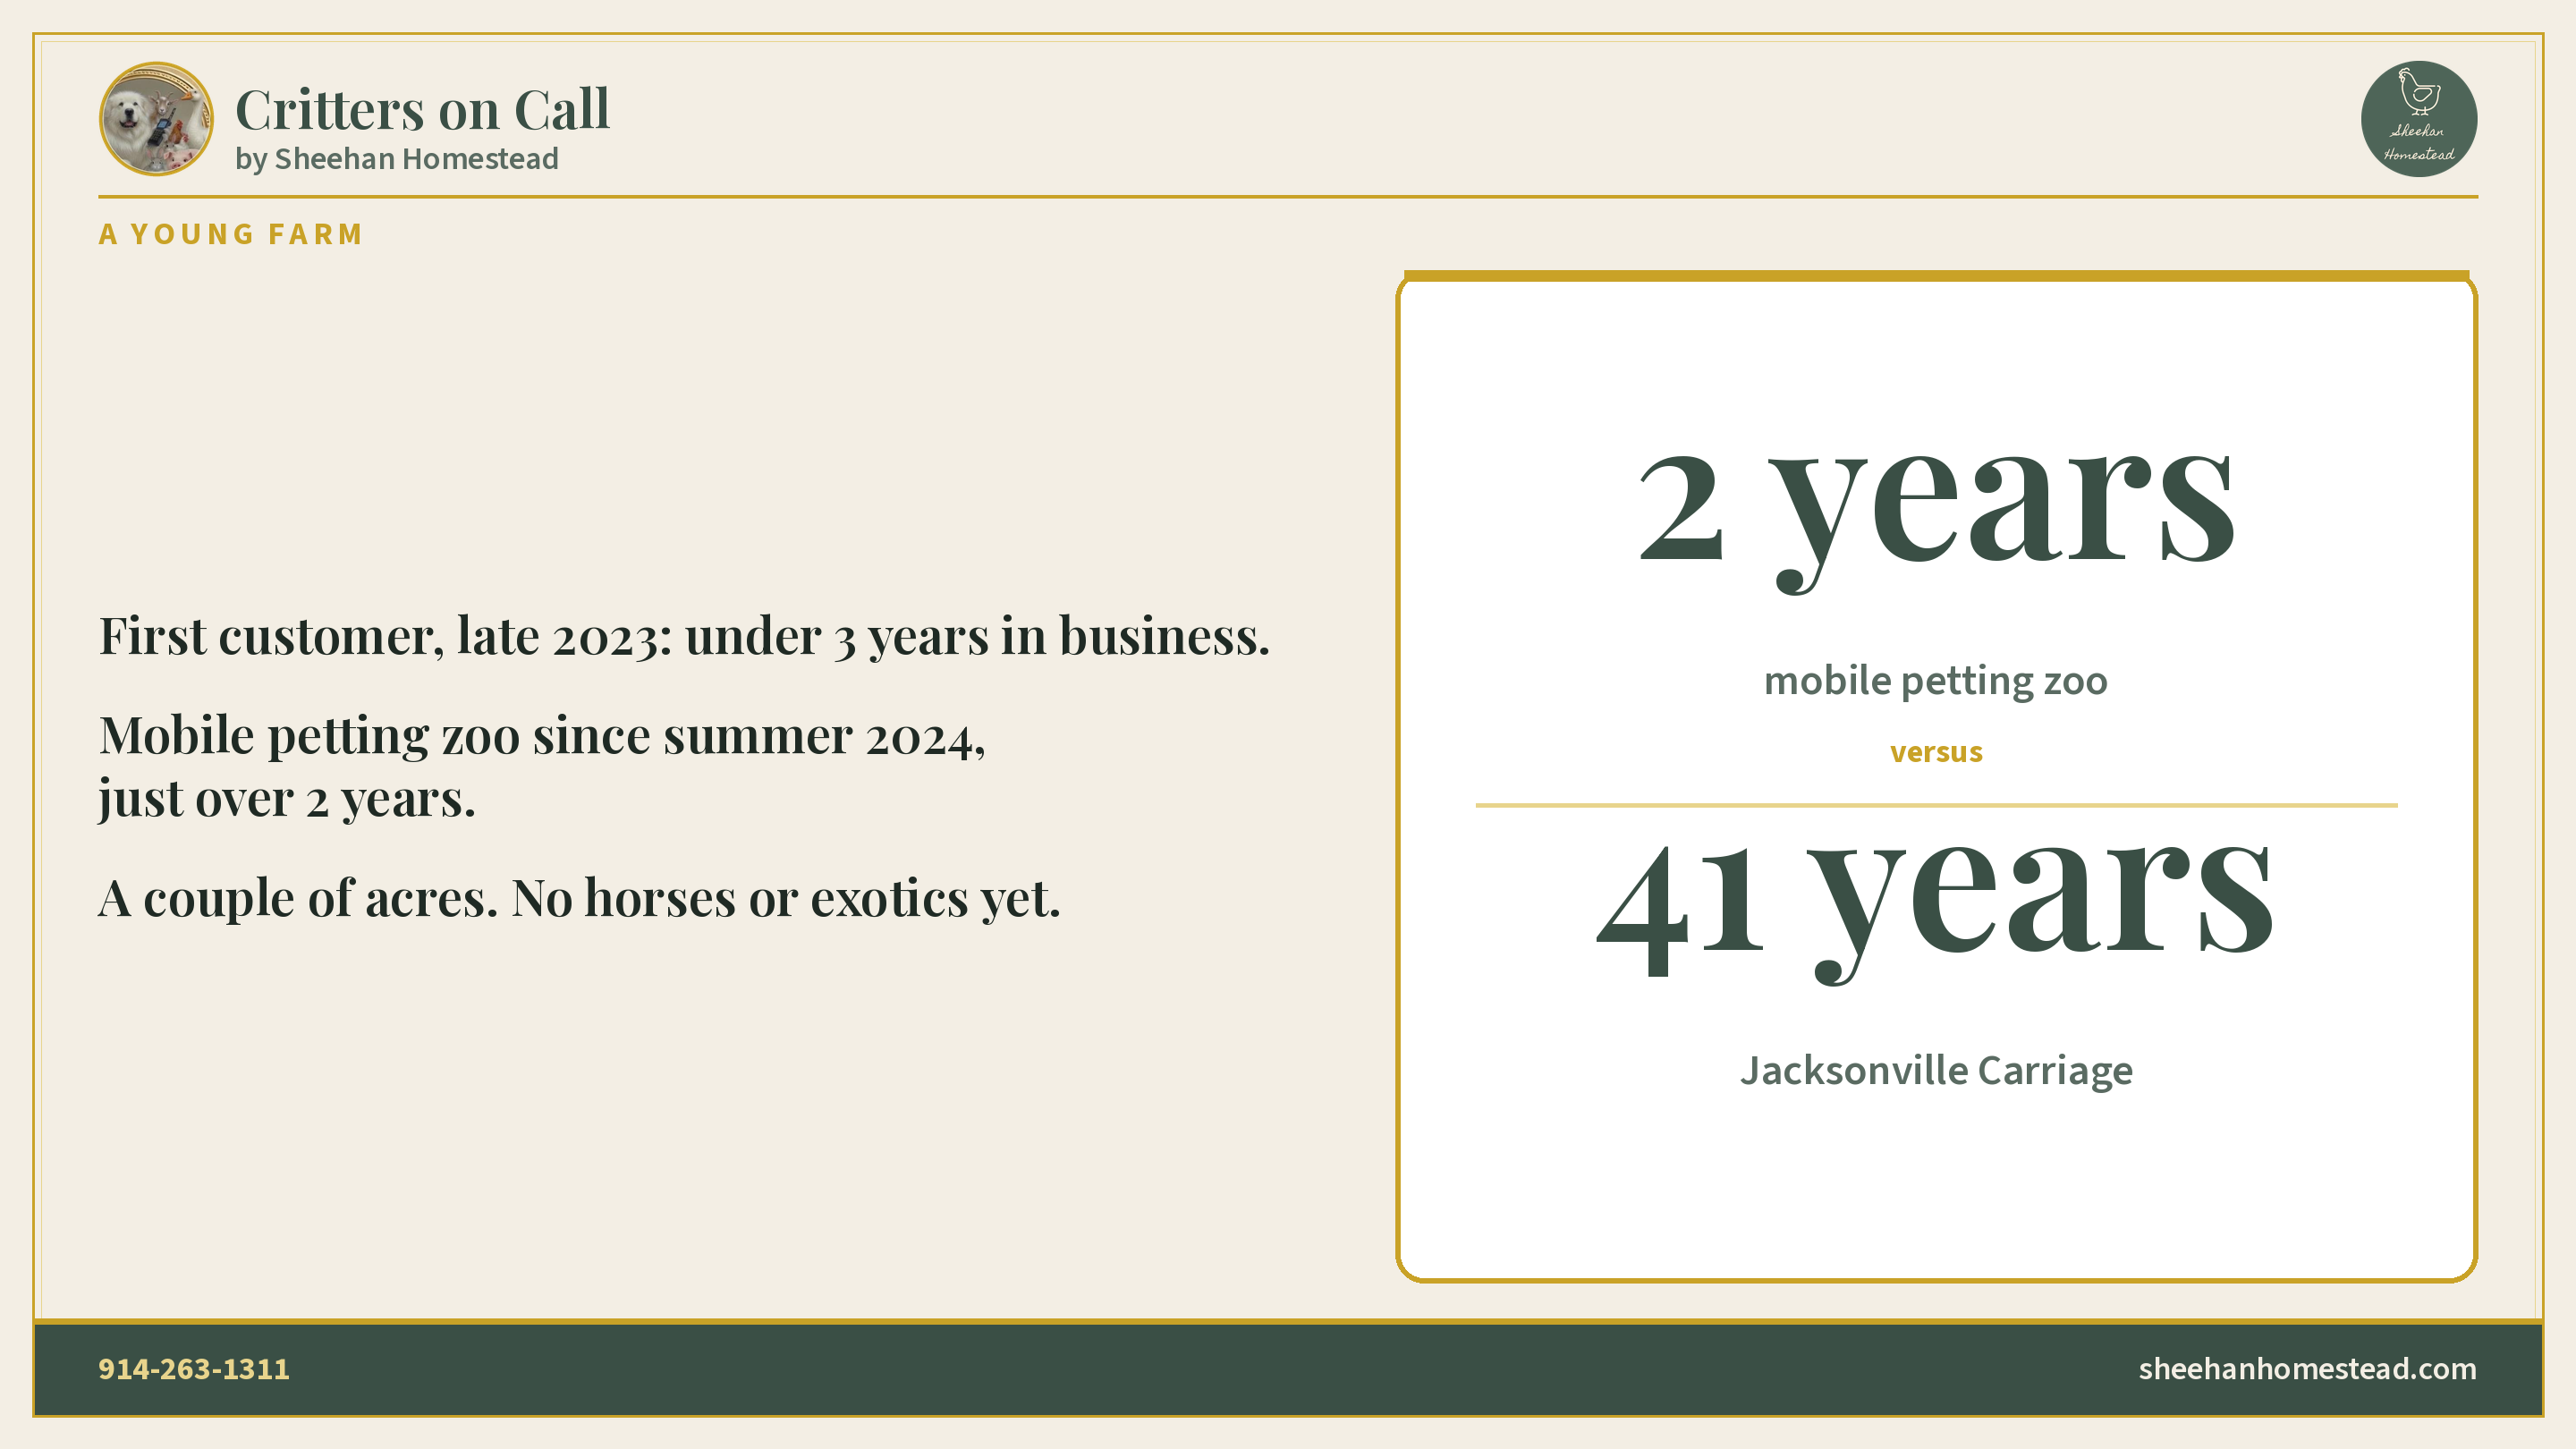 Critters on Call
by Sheehan Homestead
Sheehan
Homestead
A YOUNG FARM
First customer, late 2023: under 3 years in business.
Mobile petting zoo since summer 2024,
just over 2 years.
A couple of acres. No horses or exotics yet.
2 years
mobile petting zoo
versus
41 years
Jacksonville Carriage
914-263-1311
sheehanhomestead.com